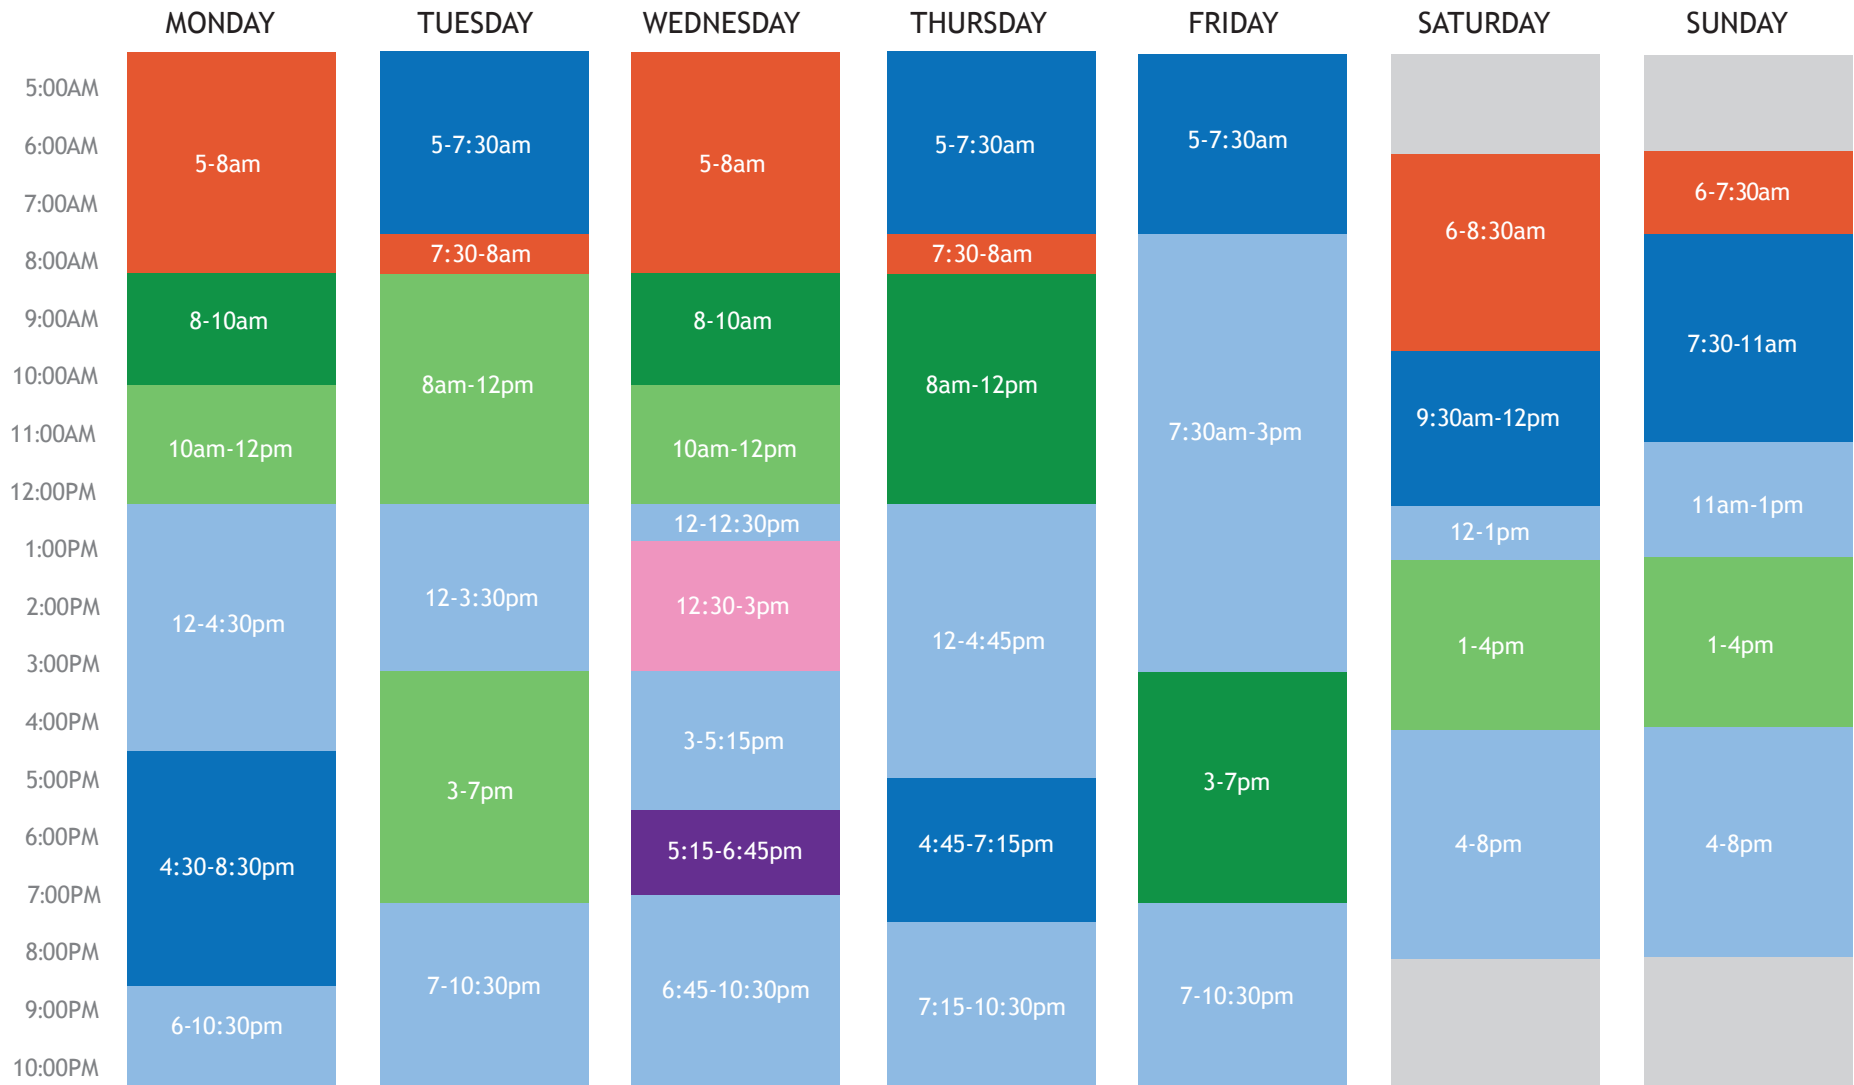 MONDAY TUESDAY WEDNESDAY THURSDAY FRIDAY SATURDAY SUNDAY
5:00AM
6:00AM
7:00AM
8:00AM
9:00AM
10:00AM
11:00AM
12:00PM
1:00PM
2:00PM
3:00PM
4:00PM
5:00PM
6:00PM
7:00PM
8:00PM
9:00PM
10:00PM
5-8am
8-10am
10am-12pm
12-4:30pm
4:30-8:30pm
6-10:30pm
5-7:30am
7:30-8am
8am-12pm
12-3:30pm
3-7pm
7-10:30pm
5-8am
8-10am
10am-12pm
12-12:30pm
12:30-3pm
3-5:15pm
5:15-6:45pm
6:45-10:30pm
5-7:30am
7:30-8am
8am-12pm
12-4:45pm
4:45-7:15pm
7:15-10:30pm
5-7:30am
7:30am-3pm
3-7pm
7-10:30pm
6-8:30am
9:30am-12pm
12-1pm
1-4pm
4-8pm
6-7:30am
7:30-11am
11am-1pm
1-4pm
4-8pm